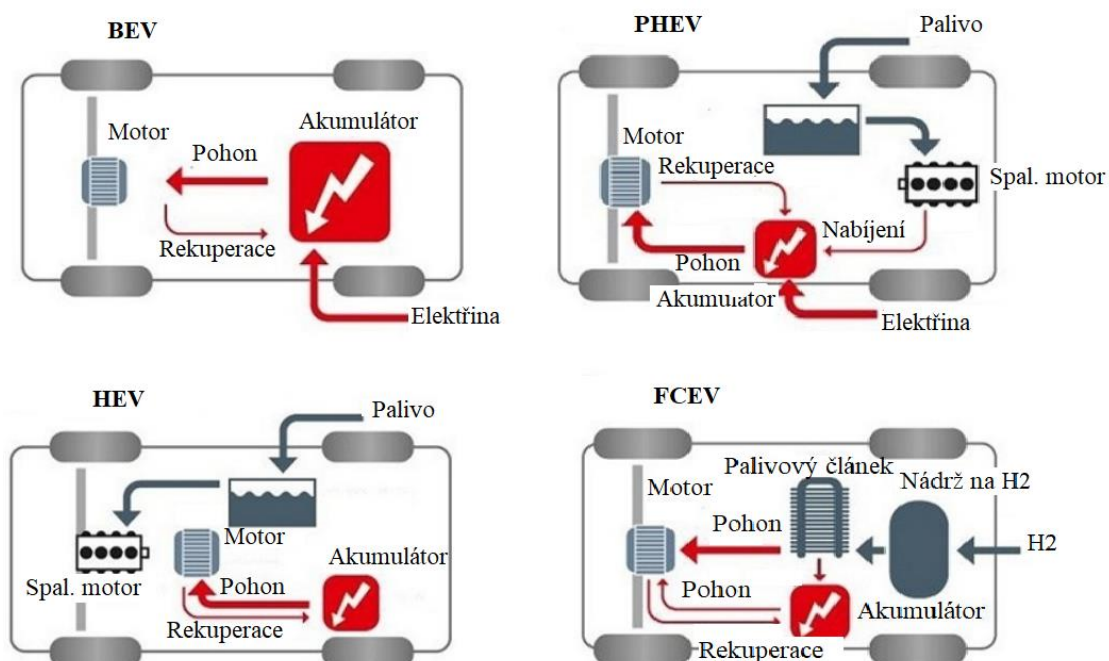 BEV
Motor
Akumulátor
Pohon
Rekuperace
Elektřina
PHEV
Palivo
Motor
Rekuperace
Spal. motor
Nabíjení
Pohon
Akumulátor
Elektřina
HEV
Palivo
Motor
Akumulátor
Spal. motor
Pohon
Rekuperace
FCEV
Palivový článek
Motor
Nádrž na H2
Pohon
H2
Pohon
Akumulátor
Rekuperace